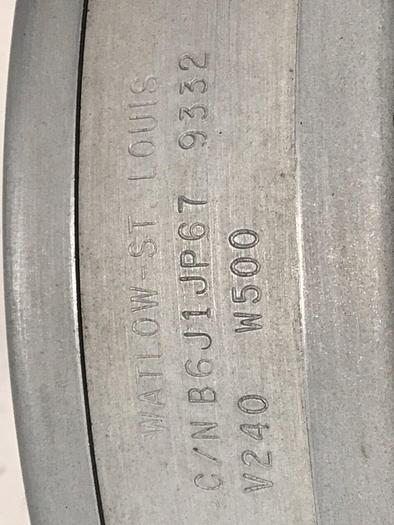 WATLOW-ST. LOUIS
C/N B6J1JP67 9332
V240 W500